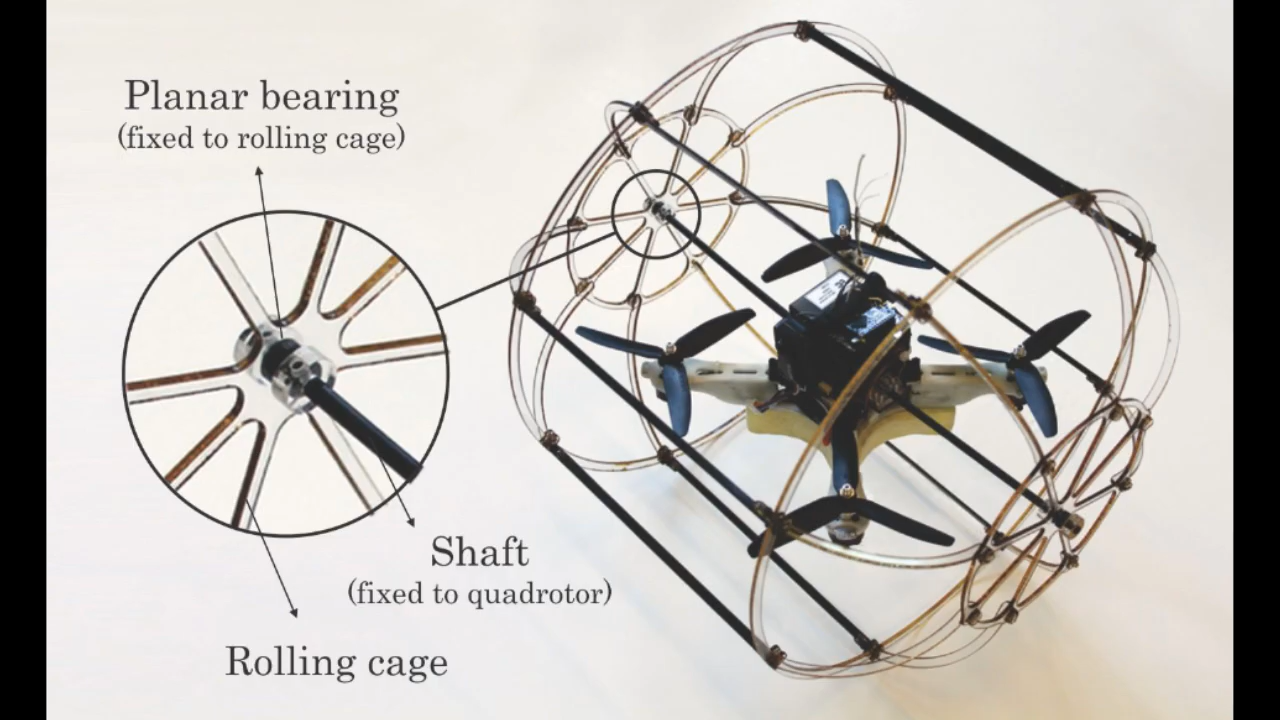 Planar bearing
(fixed to rolling cage)
Shaft
(fixed to quadrotor)
Rolling cage